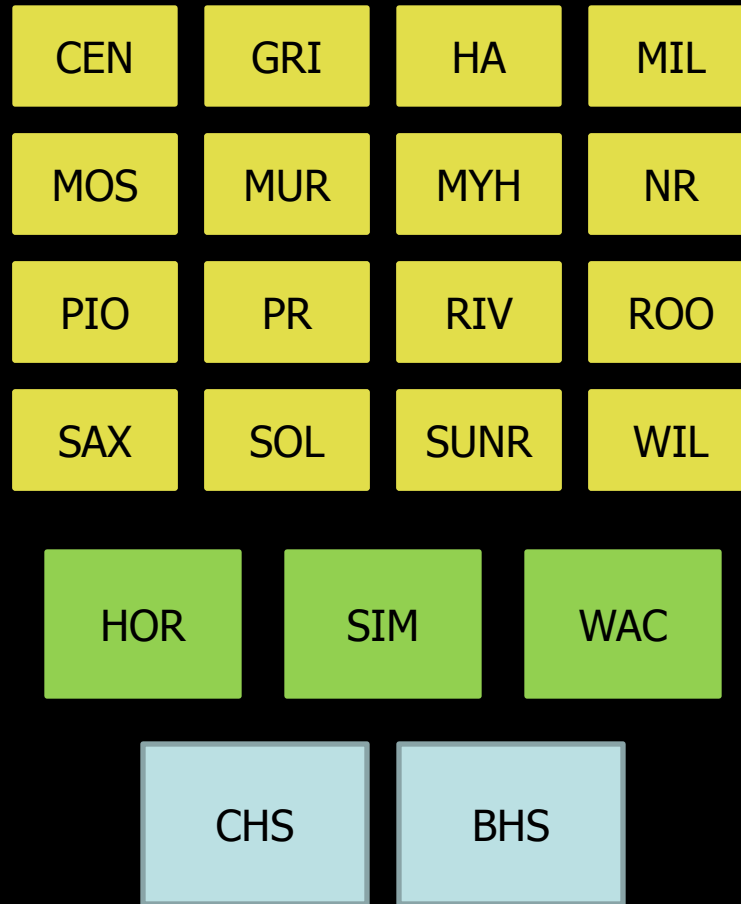 CEN GRI HA MIL
MOS MUR MYH NR
PIO PR RIV ROO
SAX SOL SUNR WIL
HOR SIM WAC
CHS BHS